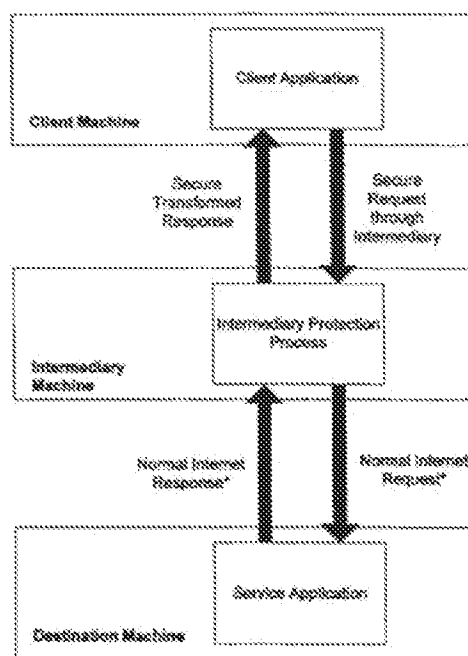 Client Application
Client Machine
Secure
Transformed
Response
Secure
Request
through
Intermediary
Intermediary Protection
Process
Intermediary
Machine
Normal Internet
Response*
Normal Internet
Request*
Service Application
Destination Machine